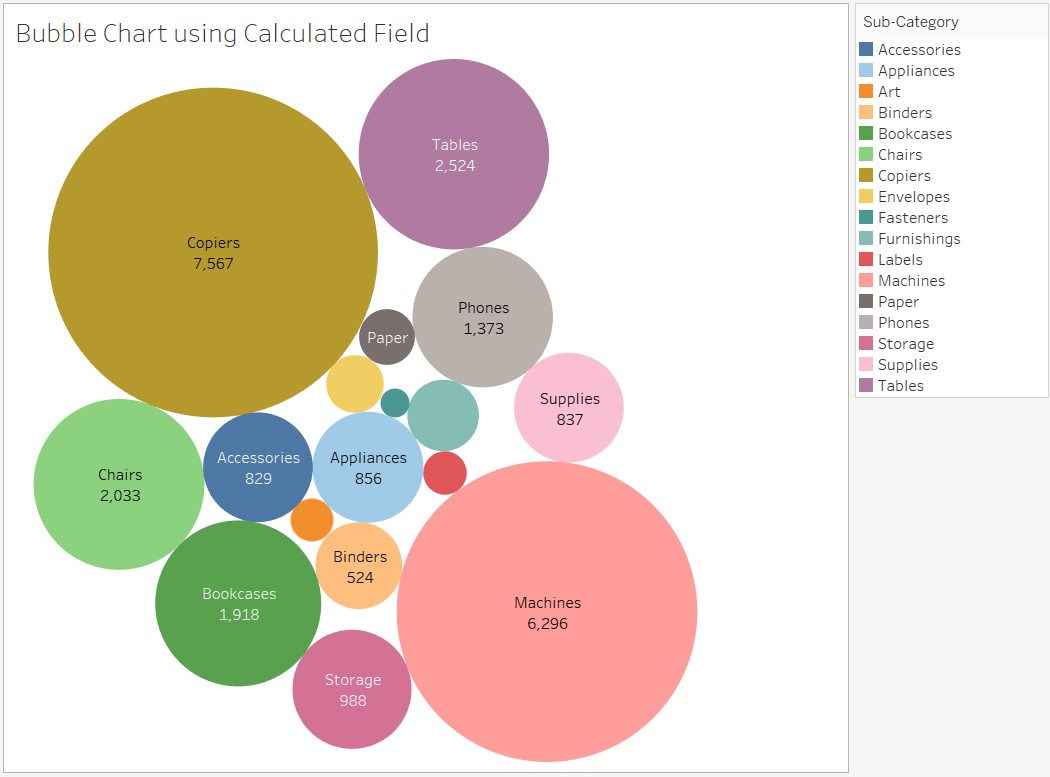 Bubble Chart using Calculated Field
Tables
2,524
Copiers
7,567
Phones
1,373
Paper
Supplies
837
Accessories
829
Appliances
856
Chairs
2,033
Binders
524
Bookcases
1,918
Machines
6,296
Storage
988
Sub-Category
Accessories
Appliances
Art
Binders
Bookcases
Chairs
Copiers
Envelopes
Fasteners
Furnishings
Labels
Machines
Paper
Phones
Storage
Supplies
Tables